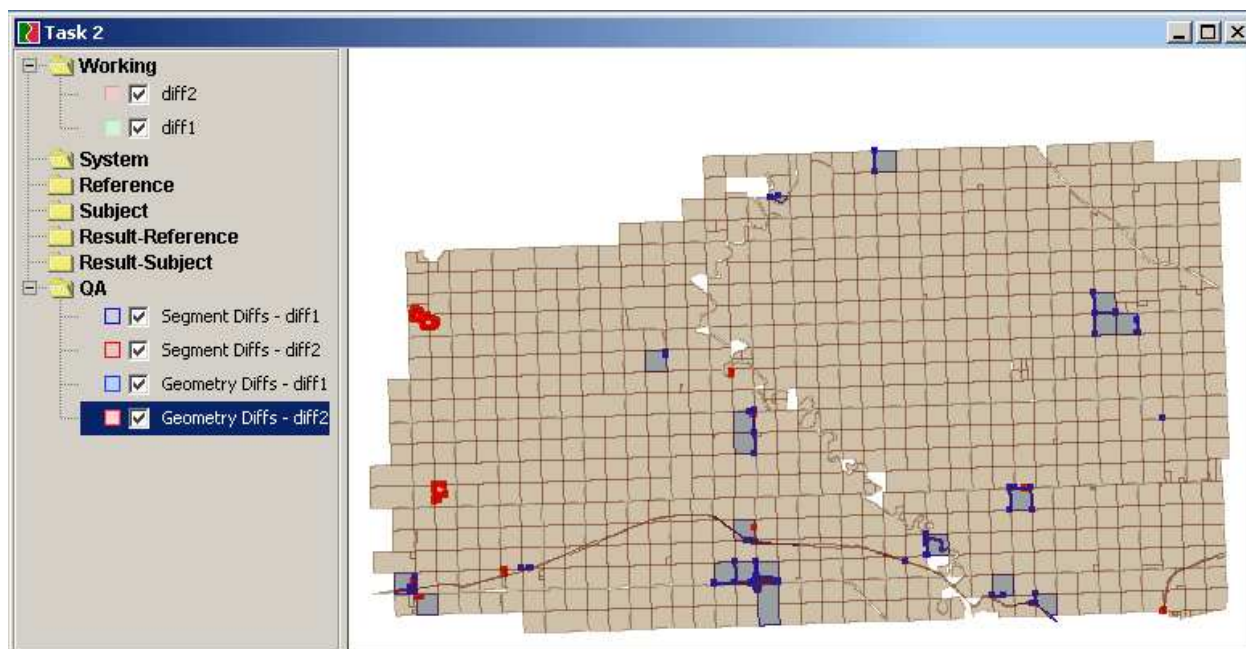 Task 2
Working
diff2
diff1
System
Reference
Subject
Result-Reference
Result-Subject
QA
Segment Diffs - diff1
Segment Diffs - diff2
Geometry Diffs - diff1
Geometry Diffs - diff2